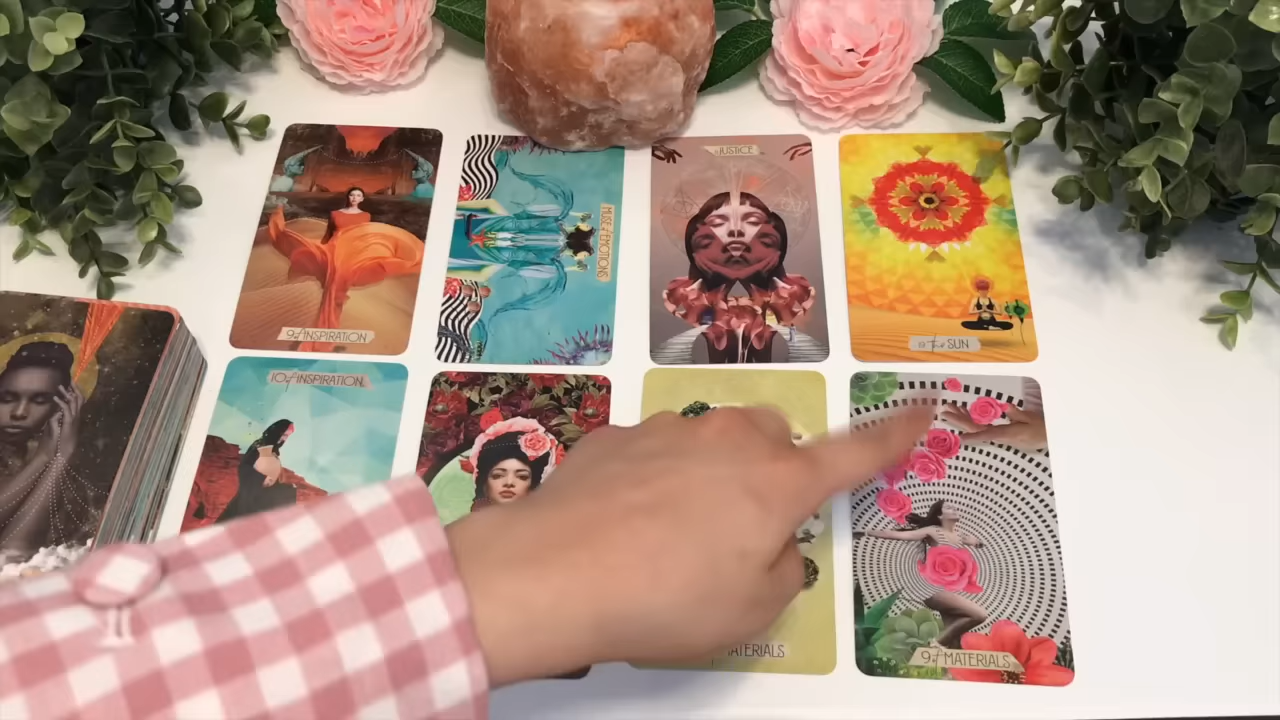 9 of INSPIRATION
MUSE of EMOTIONS
JUSTICE
19 The SUN
10 of INSPIRATION
MATERIALS
9 of MATERIALS